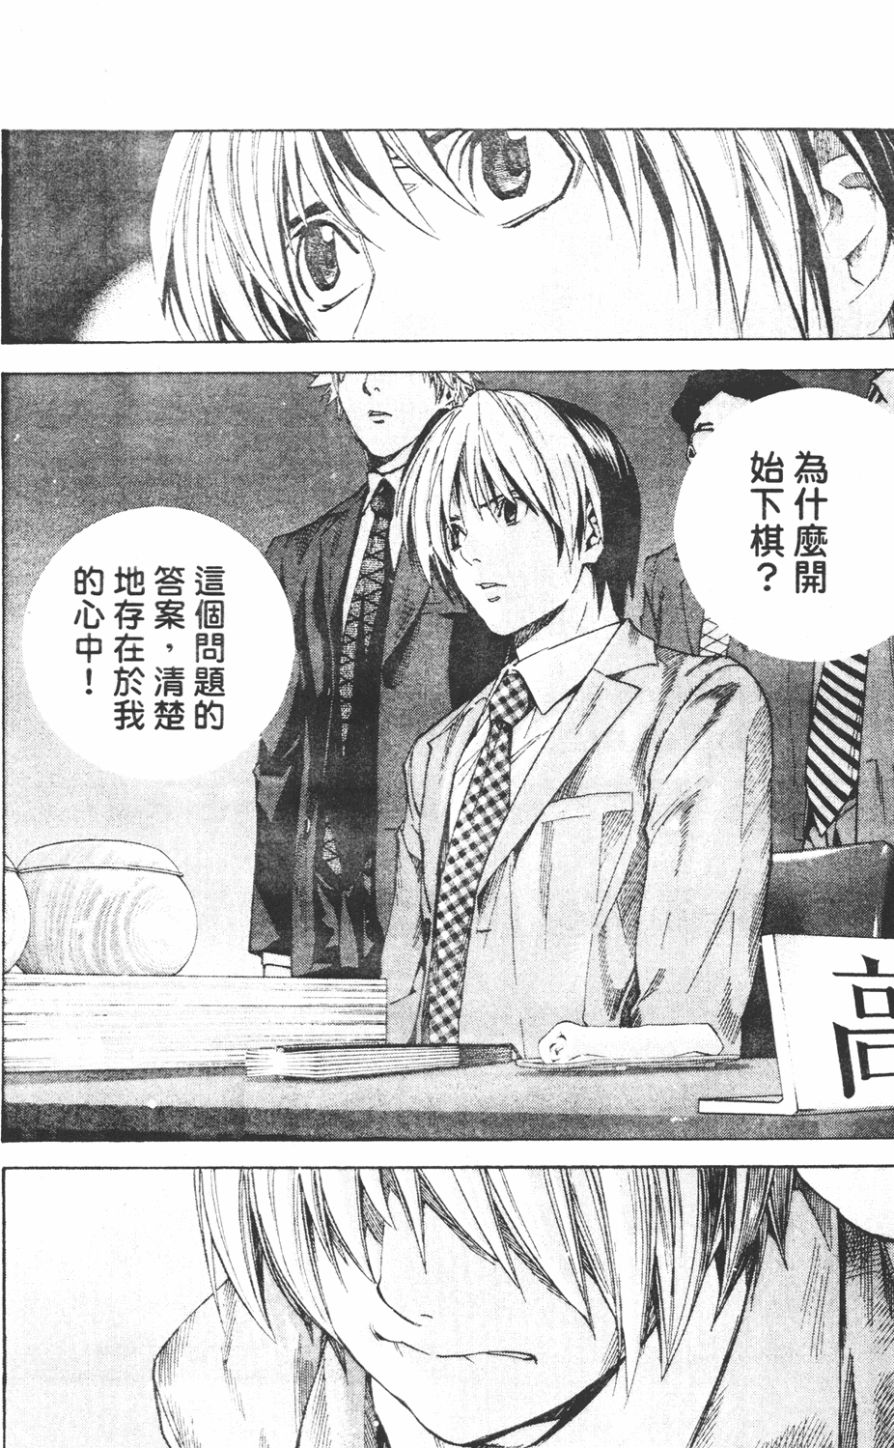 為什麼開
始下棋？
這個問題的
答案，清楚
地存在於我
的心中！
高